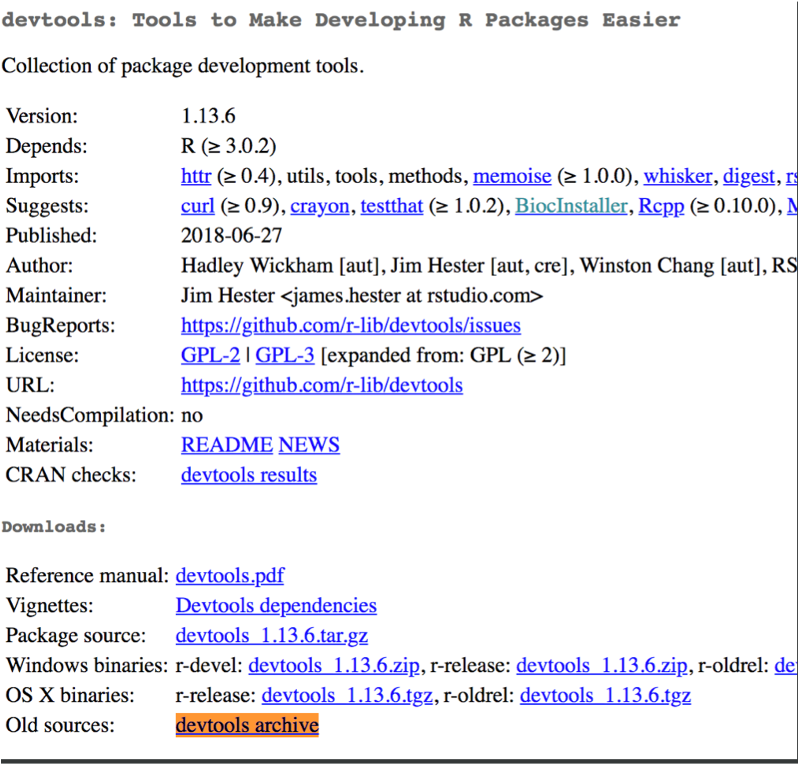 devtools: Tools to Make Developing R Packages Easier
Collection of package development tools.
Version: 1.13.6
Depends: R (≥ 3.0.2)
Imports: httr (≥ 0.4), utils, tools, methods, memoise (≥ 1.0.0), whisker, digest,
Suggests: curl (≥ 0.9), crayon, testthat (≥ 1.0.2), BiocInstaller, Rcpp (≥ 0.10.0),
Published: 2018-06-27
Author: Hadley Wickham [aut], Jim Hester [aut, cre], Winston Chang [aut], RS
Maintainer: Jim Hester <james.hester at rstudio.com>
BugReports: https://github.com/r-lib/devtools/issues
License: GPL-2 | GPL-3 [expanded from: GPL (≥ 2)]
URL: https://github.com/r-lib/devtools
NeedsCompilation: no
Materials: README NEWS
CRAN checks: devtools results
Downloads:
Reference manual: devtools.pdf
Vignettes: Devtools dependencies
Package source: devtools_1.13.6.tar.gz
Windows binaries: r-devel: devtools_1.13.6.zip, r-release: devtools_1.13.6.zip, r-oldrel: de
OS X binaries: r-release: devtools_1.13.6.tgz, r-oldrel: devtools_1.13.6.tgz
Old sources: devtools archive